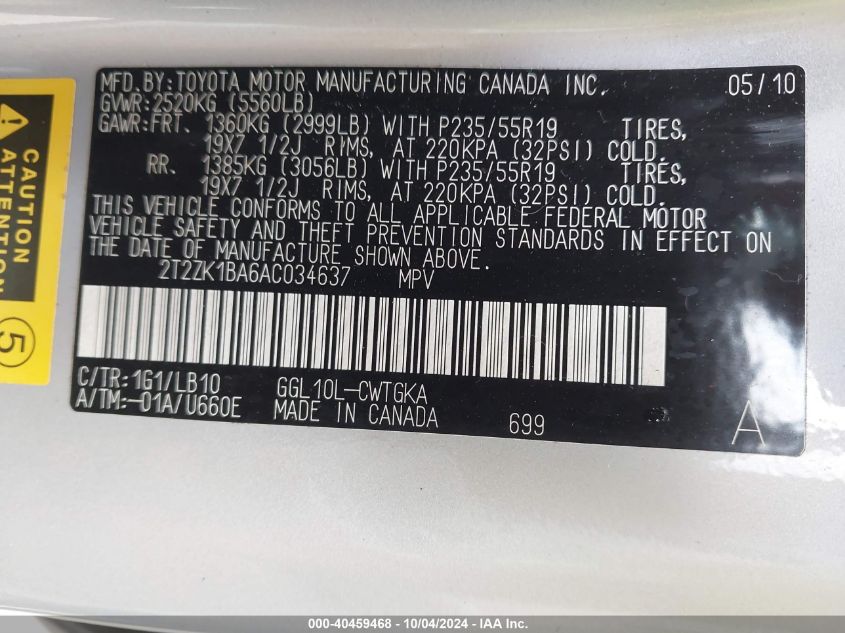 MFD.BY:TOYOTA MOTOR MANUFACTURING CANADA INC. 05/10
GVWR:2520KG (5560LB)
GAWR:FRT. 1360KG (2999LB) WITH P235/55R19 TIRES,
19X7 1/2J RIMS, AT 220KPA (32PSI) COLD.
RR. 1385KG (3056LB) WITH P235/55R19 TIRES,
19X7 1/2J RIMS, AT 220KPA (32PSI) COLD.
THIS VEHICLE CONFORMS TO ALL APPLICABLE FEDERAL MOTOR
VEHICLE SAFETY AND THEFT PREVENTION STANDARDS IN EFFECT ON
THE DATE OF MANUFACTURE SHOWN ABOVE.
2T2ZK1BA6AC034637 MPV
C/TR:1G1/LB10 GGL10L-CWTGKA
A/TM:-01A/U660E MADE IN CANADA 699 A
CAUTION
5
000-40459468 - 10/04/2024 - IAA Inc.